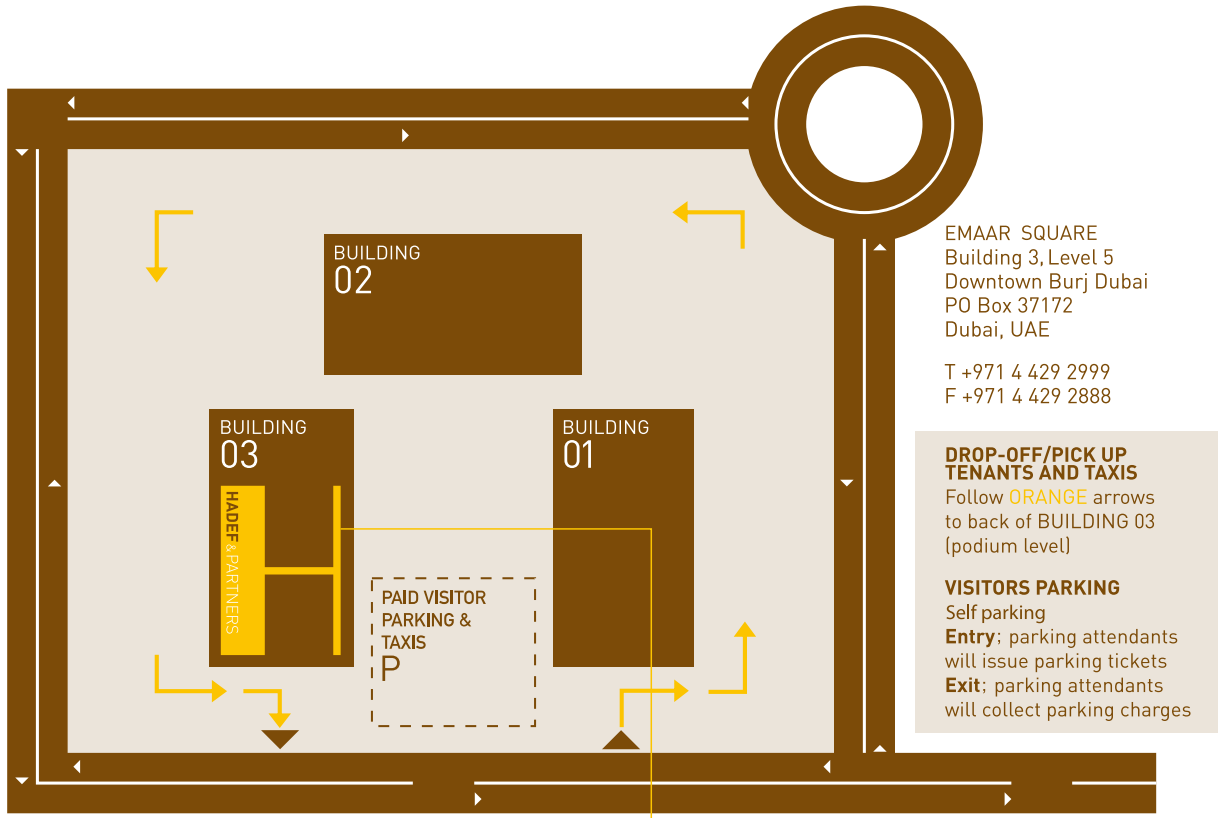 BUILDING
02
BUILDING
03
HADEF & PARTNERS
BUILDING
01
PAID VISITOR
PARKING &
TAXIS
P
EMAAR SQUARE
Building 3, Level 5
Downtown Burj Dubai
PO Box 37172
Dubai, UAE
T +971 4 429 2999
F +971 4 429 2888
DROP-OFF/PICK UP
TENANTS AND TAXIS
Follow ORANGE arrows
to back of BUILDING 03
(podium level)
VISITORS PARKING
Self parking
Entry; parking attendants
will issue parking tickets
Exit; parking attendants
will collect parking charges